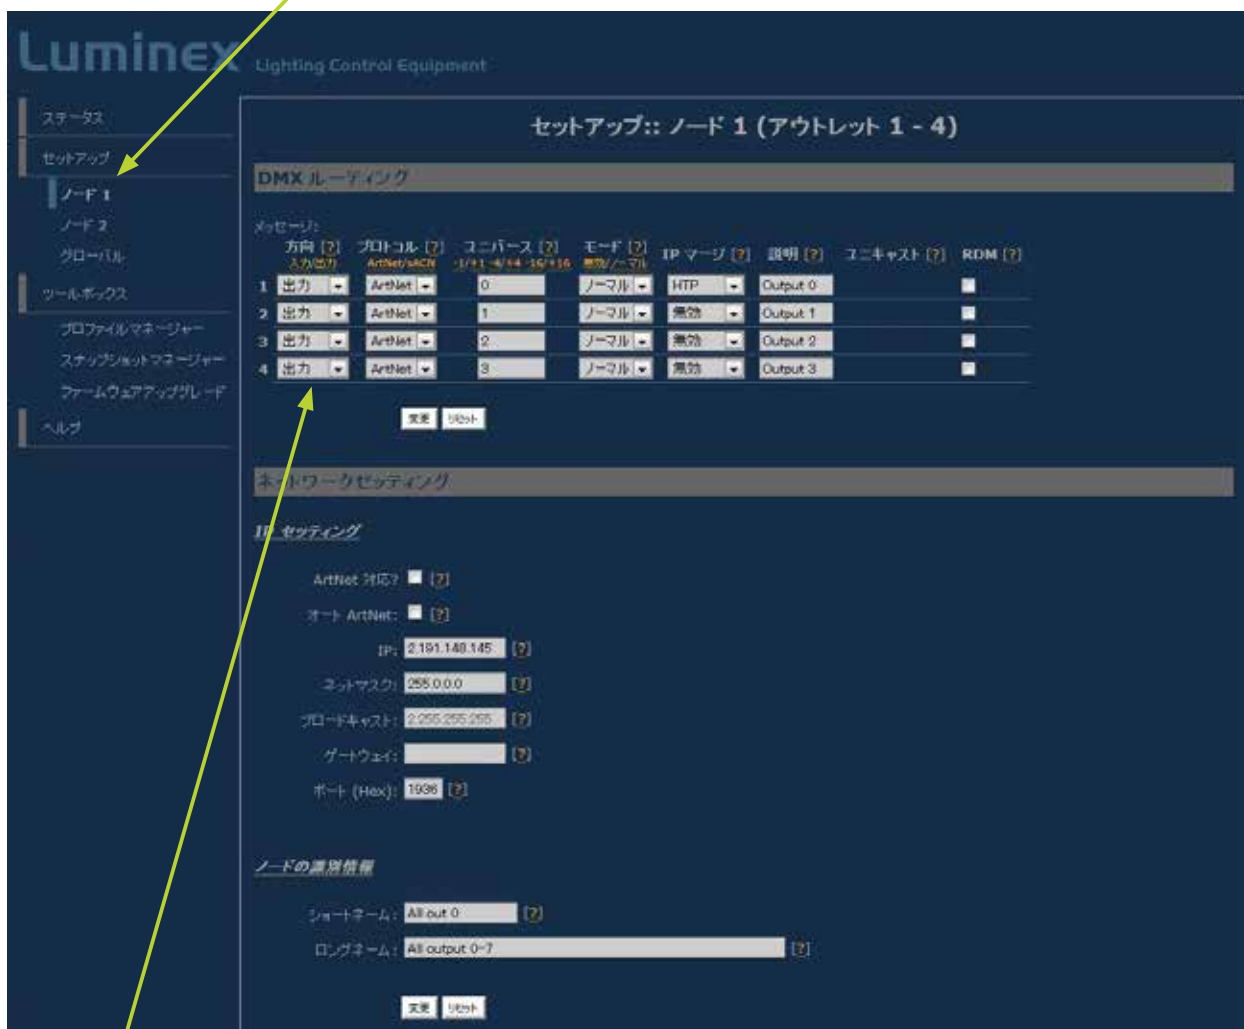 Luminex Lighting Control Equipment
ステータス
セットアップ
ノード 1
ノード 2
グローバル
ツールボックス
プロファイルマネージャー
スナップショットマネージャー
ファームウェアアップグレード
ヘルプ
セットアップ:: ノード 1 (アウトレット 1 - 4)
DMX ルーティング
メッセージ:
方向 [?] プロトコル [?] ユニバース [?] モード [?] IP マージ [?] 説明 [?] ユニキャスト [?] RDM [?]
入力/出力 ArtNet/sACN -1/+1 -4/+4 -16/+16 無効/ノーマル
1 出力 ArtNet 0 ノーマル HTP Output 0
2 出力 ArtNet 1 ノーマル 無効 Output 1
3 出力 ArtNet 2 ノーマル 無効 Output 2
4 出力 ArtNet 3 ノーマル 無効 Output 3
変更 リセット
ネットワークセッティング
IP セッティング
ArtNet 対応? [?]
オート ArtNet: [?]
IP: 2.191.148.145 [?]
ネットマスク: 255.0.0.0 [?]
ブロードキャスト: 2.255.255.255 [?]
ゲートウェイ: [?]
ポート (Hex): 1936 [?]
ノードの識別情報
ショートネーム: All out 0 [?]
ロングネーム: All output 0-7 [?]
変更 リセット